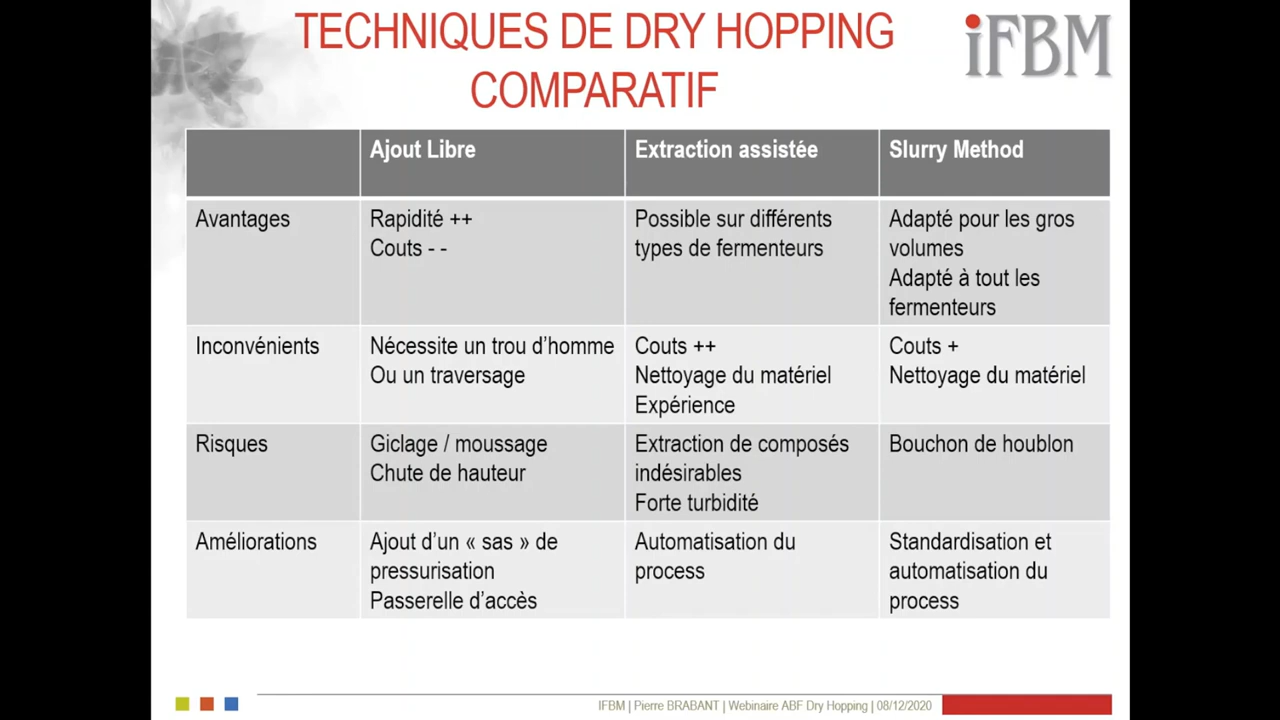 TECHNIQUES DE DRY HOPPING
COMPARATIF
iFBM
Ajout Libre
Extraction assistée
Slurry Method
Avantages
Rapidité ++
Couts - -
Possible sur différents
types de fermenteurs
Adapté pour les gros
volumes
Adapté à tout les
fermenteurs
Inconvénients
Nécessite un trou d'homme
Ou un traversage
Couts ++
Nettoyage du matériel
Expérience
Couts +
Nettoyage du matériel
Risques
Giclage / moussage
Chute de hauteur
Extraction de composés
indésirables
Forte turbidité
Bouchon de houblon
Améliorations
Ajout d'un « sas » de
pressurisation
Passerelle d'accès
Automatisation du
process
Standardisation et
automatisation du
process
IFBM | Pierre BRABANT | Webinaire ABF Dry Hopping | 08/12/2020